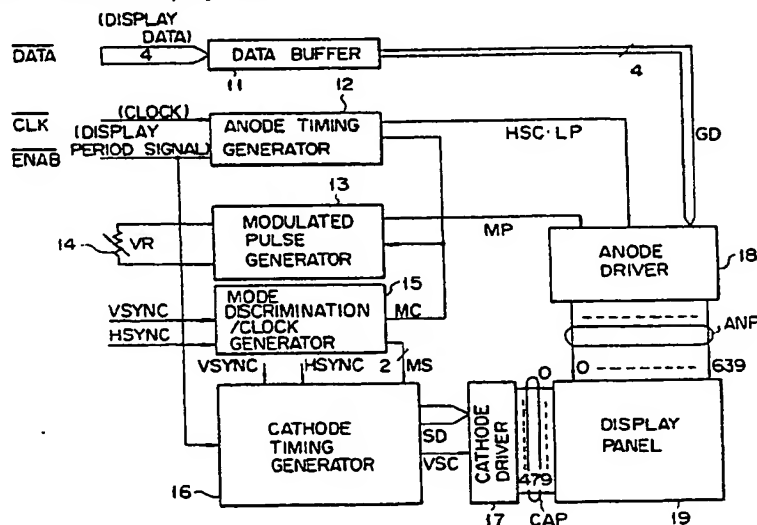 (DISPLAY
DATA)
DATA
4
DATA BUFFER
4
11
12
CLK
(CLOCK)
ANODE TIMING
GENERATOR
HSC·LP
GD
(DISPLAY
PERIOD SIGNAL)
ENAB
13
14
VR
MODULATED
PULSE
GENERATOR
MP
ANODE
DRIVER
18
15
MODE
DISCRIMINATION
/CLOCK
GENERATOR
MC
VSYNC
HSYNC
ANP
VSYNC
HSYNC
2
MS
0
0
639
CATHODE
TIMING
GENERATOR
SD
VSC
CATHODE
DRIVER
DISPLAY
PANEL
479
16
17
CAP
19